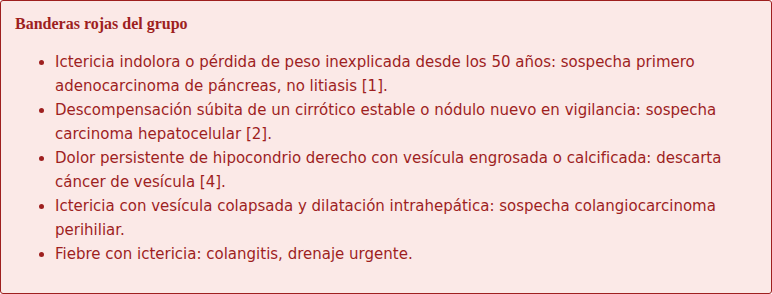 Banderas rojas del grupo
• Ictericia indolora o pérdida de peso inexplicada desde los 50 años: sospecha primero
adenocarcinoma de páncreas, no litiasis [1].
• Descompensación súbita de un cirrótico estable o nódulo nuevo en vigilancia: sospecha
carcinoma hepatocelular [2].
• Dolor persistente de hipocondrio derecho con vesícula engrosada o calcificada: descarta
cáncer de vesícula [4].
• Ictericia con vesícula colapsada y dilatación intrahepática: sospecha colangiocarcinoma
perihiliar.
• Fiebre con ictericia: colangitis, drenaje urgente.